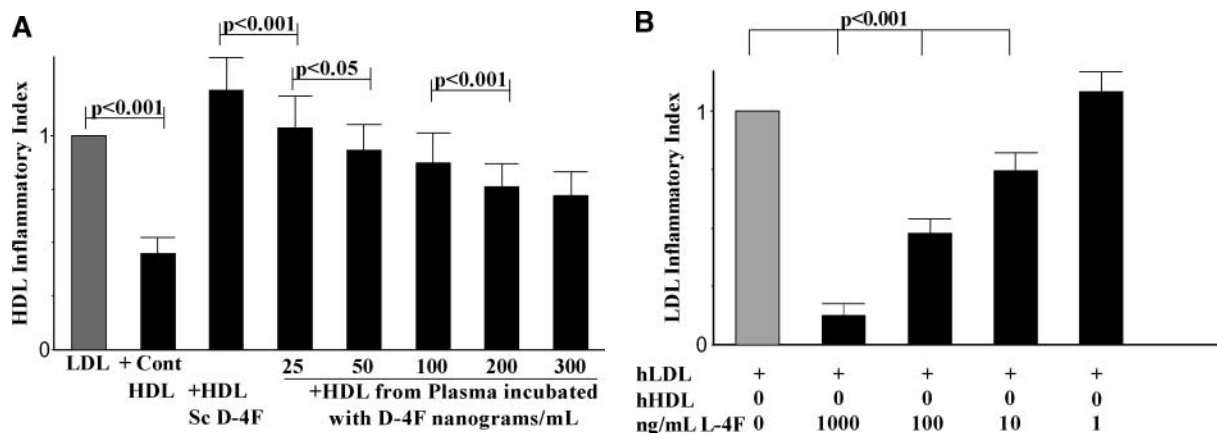 A
HDL Inflammatory Index
1
0
p<0.001
p<0.001
p<0.05
p<0.001
LDL + Cont
HDL +HDL
Sc D-4F
25 50 100 200 300
+HDL from Plasma incubated
with D-4F nanograms/mL
B
LDL Inflammatory Index
1
0
p<0.001
hLDL + + + + +
hHDL 0 0 0 0 0
ng/mL L-4F 0 1000 100 10 1